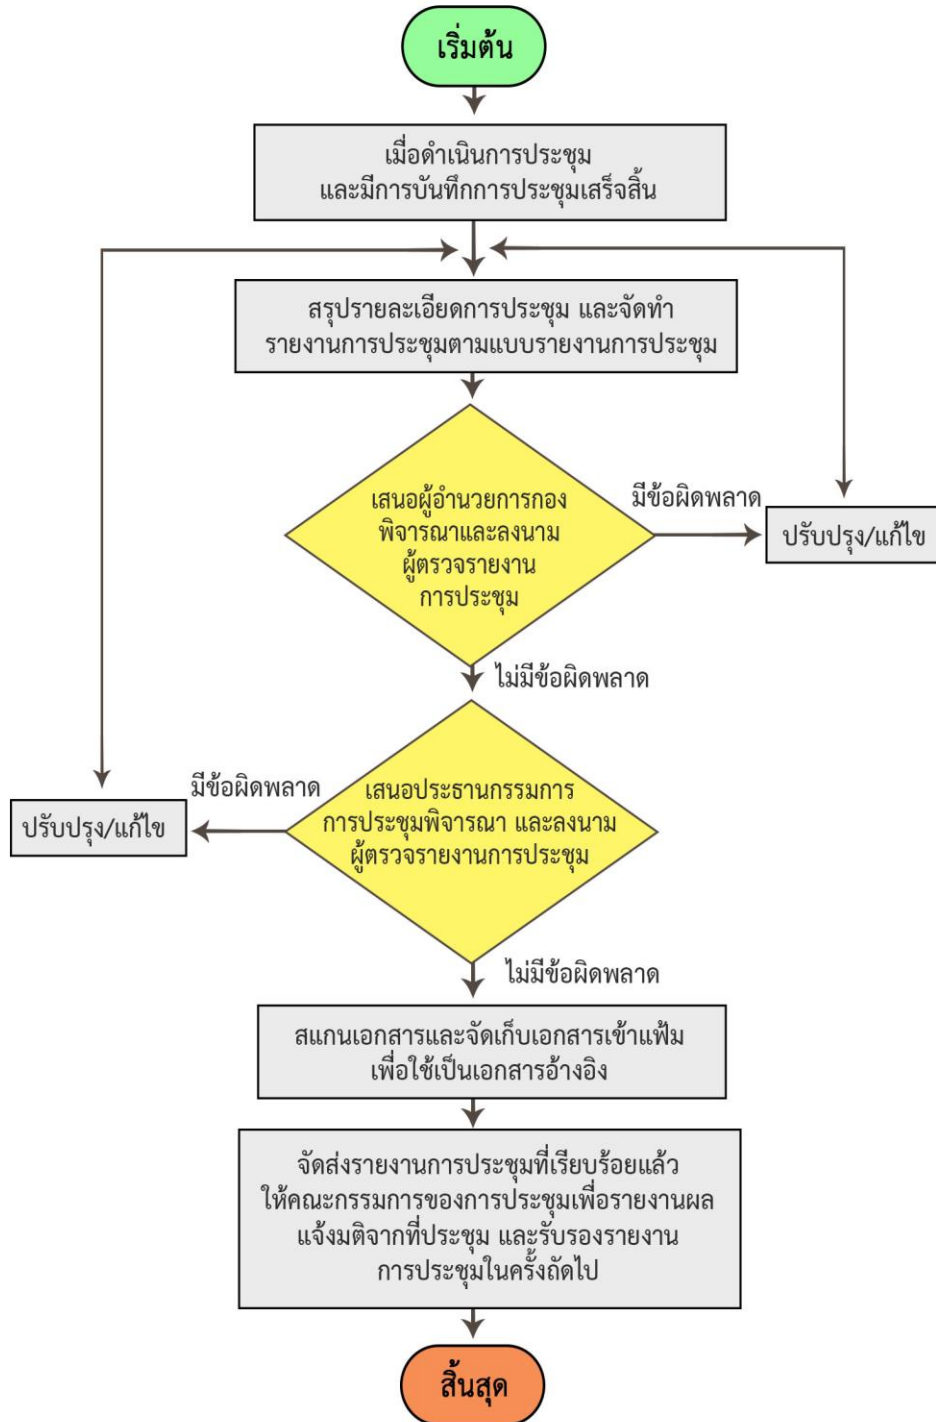 เริ่มต้น
เมื่อดำเนินการประชุม
และมีการบันทึกการประชุมเสร็จสิ้น
สรุปรายละเอียดการประชุม และจัดทำ
รายงานการประชุมตามแบบรายงานการประชุม
เสนอผู้อำนวยการกอง
พิจารณาและลงนาม
ผู้ตรวจรายงาน
การประชุม
มีข้อผิดพลาด
ปรับปรุง/แก้ไข
ไม่มีข้อผิดพลาด
เสนอประธานกรรมการ
การประชุมพิจารณา และลงนาม
ผู้ตรวจรายงานการประชุม
มีข้อผิดพลาด
ปรับปรุง/แก้ไข
ไม่มีข้อผิดพลาด
สแกนเอกสารและจัดเก็บเอกสารเข้าแฟ้ม
เพื่อใช้เป็นเอกสารอ้างอิง
จัดส่งรายงานการประชุมที่เรียบร้อยแล้ว
ให้คณะกรรมการของการประชุมเพื่อรายงานผล
แจ้งมติจากที่ประชุม และรับรองรายงาน
การประชุมในครั้งถัดไป
สิ้นสุด